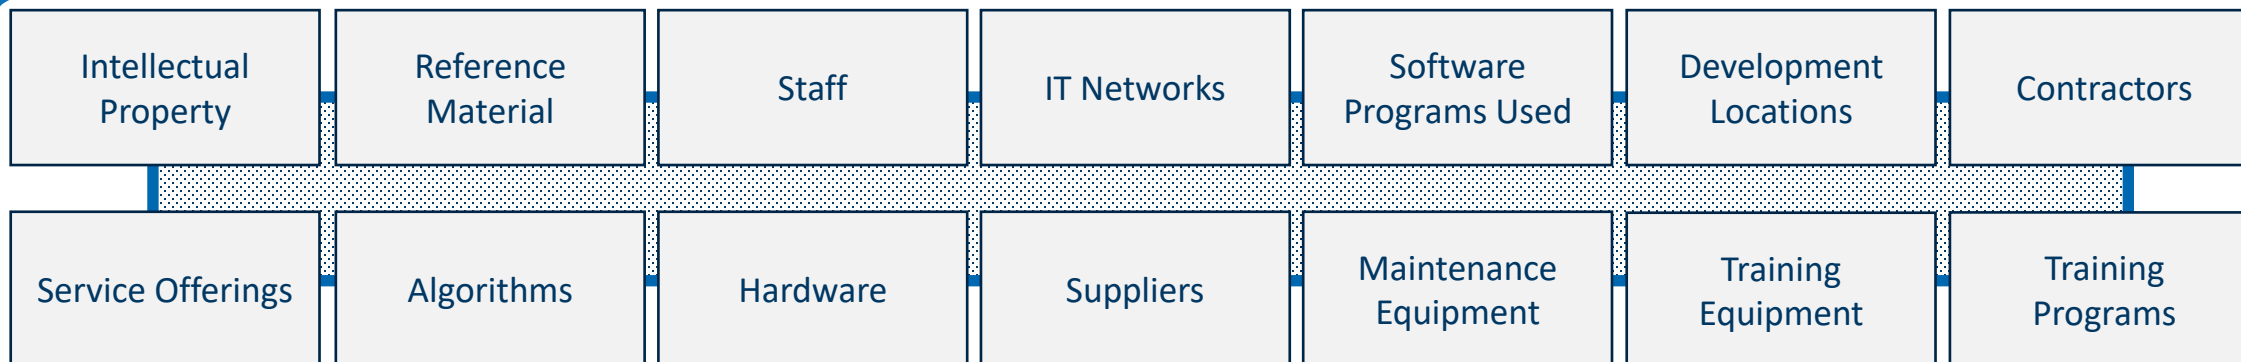 Intellectual
Property
Reference
Material
Staff
IT Networks
Software
Programs Used
Development
Locations
Contractors
Service Offerings
Algorithms
Hardware
Suppliers
Maintenance
Equipment
Training
Equipment
Training
Programs